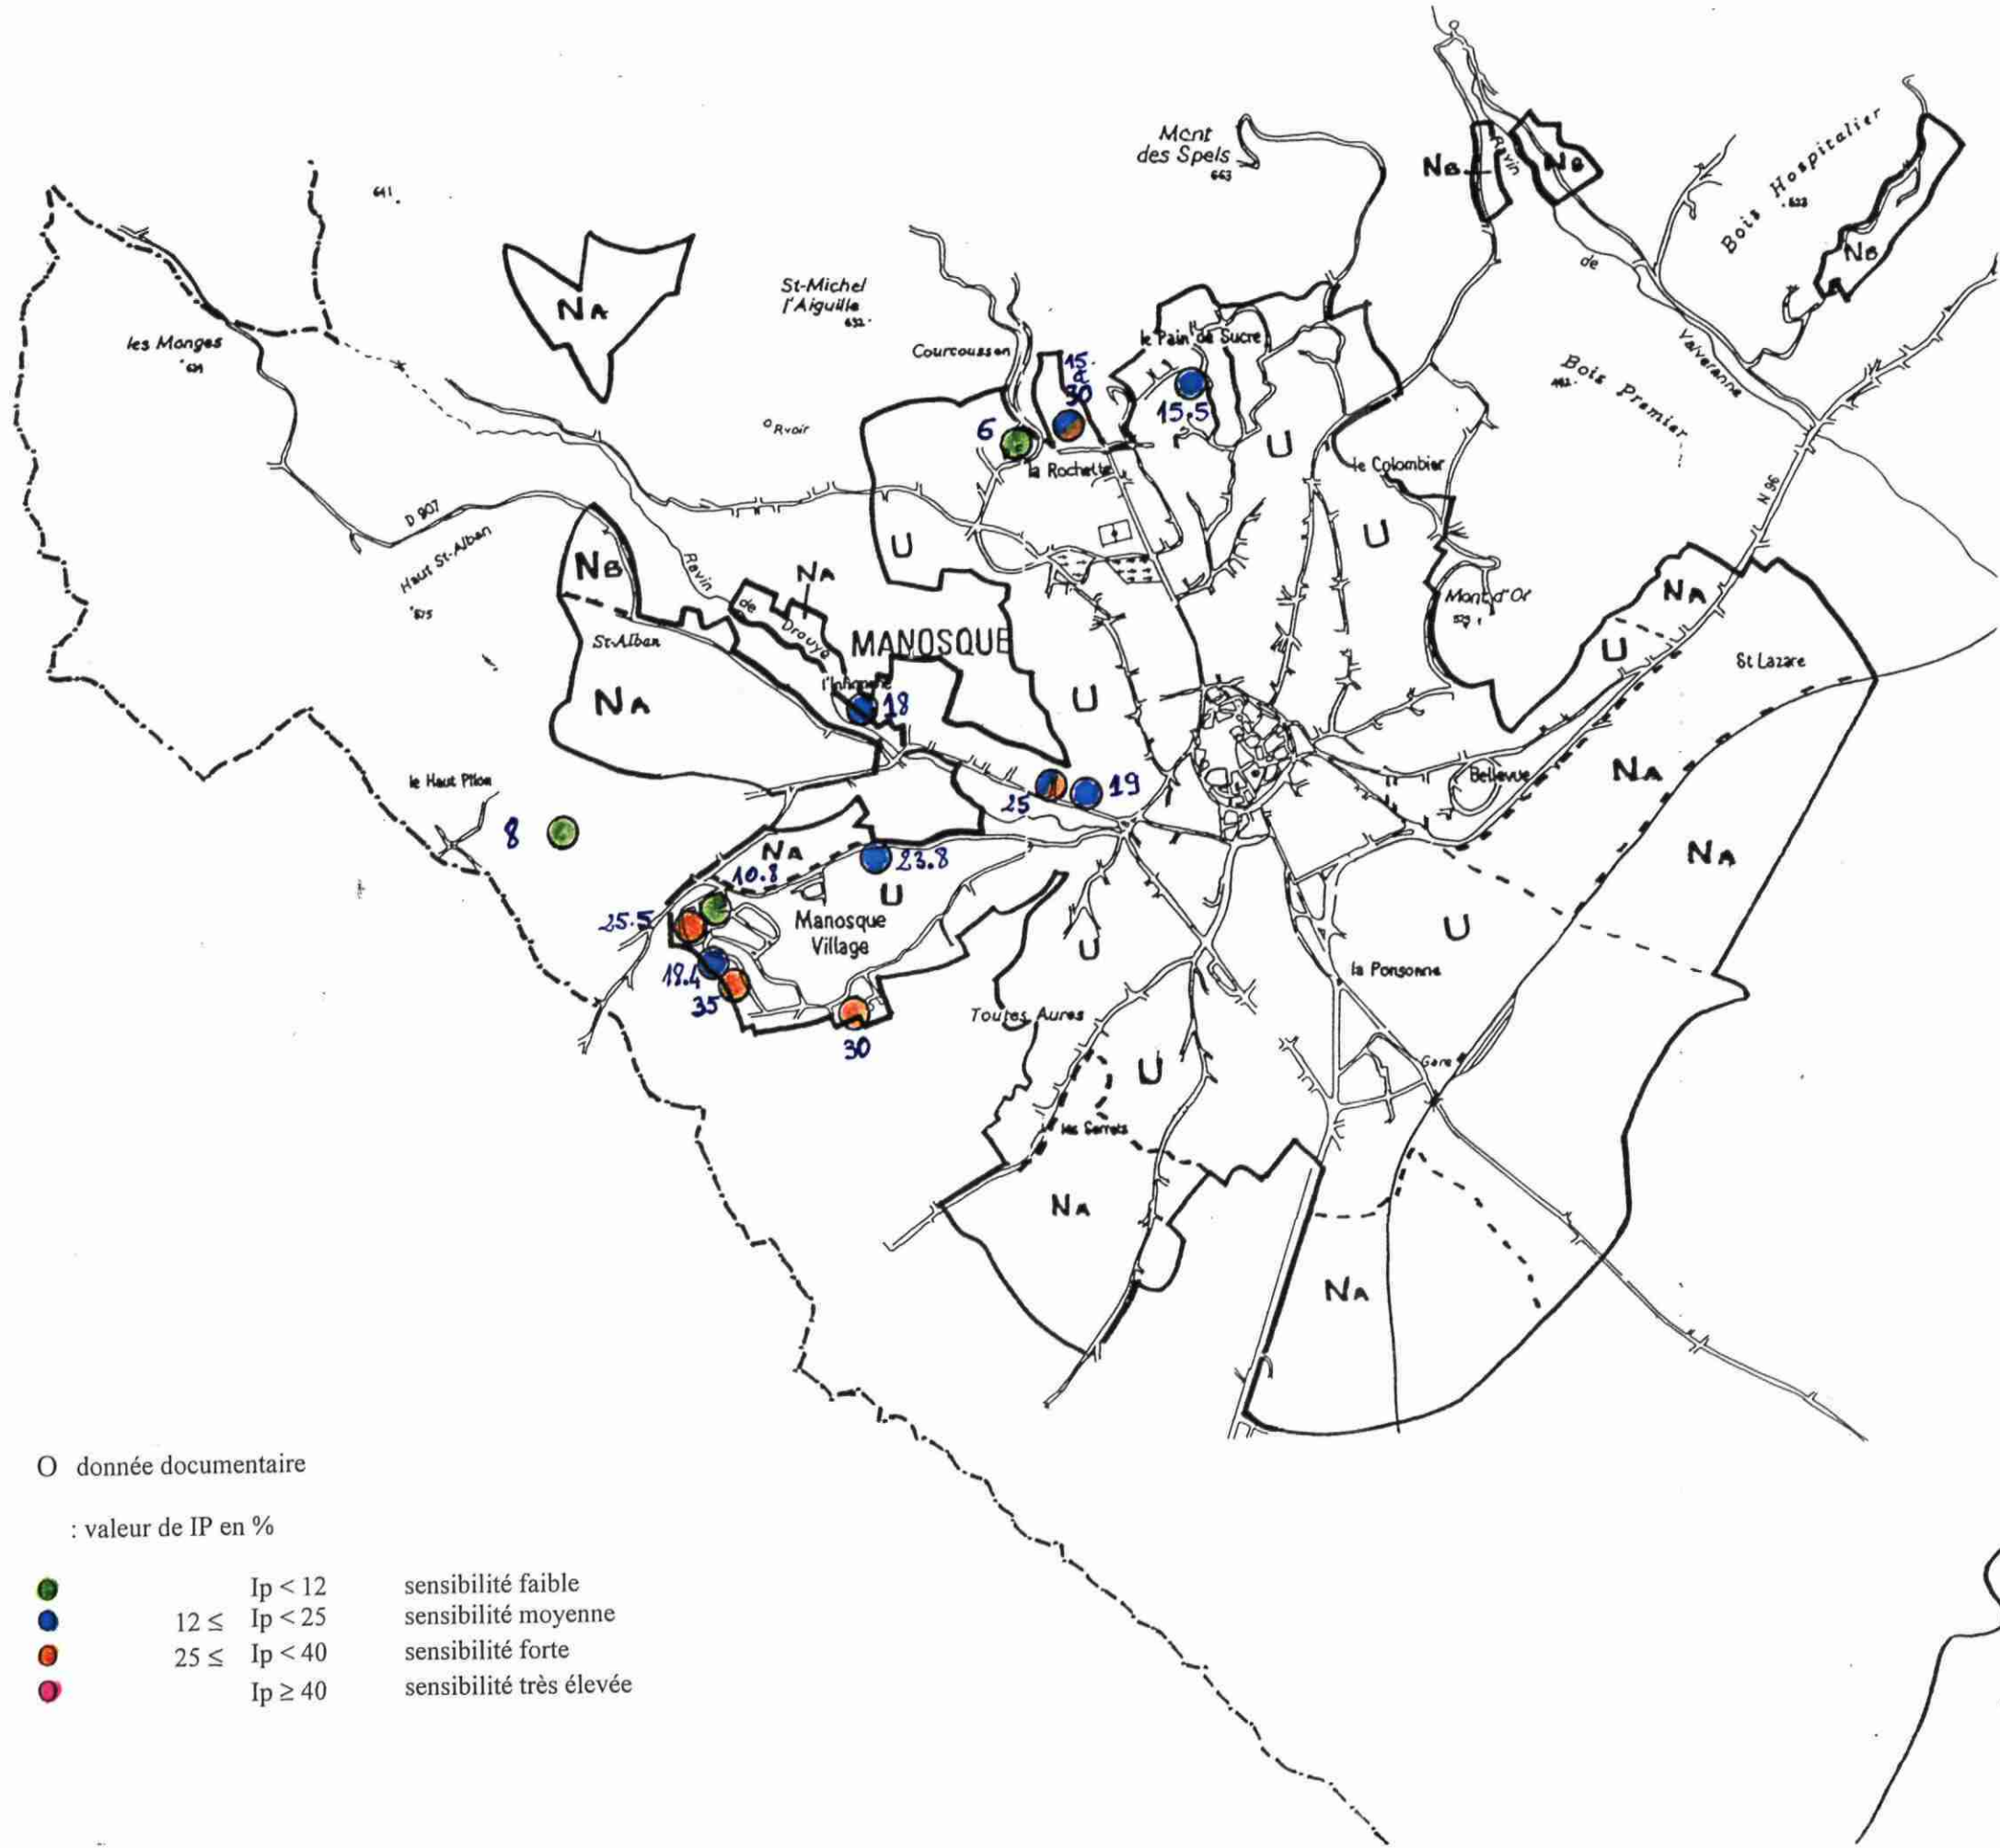 Mont
des Spels
663
NB
Ravin
NB
Bois Hospitalier
NB
641
NA
St-Michel
l'Aiguille
632
les Monges
Courcousson
le Pain de Sucre
15
à
30
15.5
de
Valveranne
Bois Premier
6
Rvoir
la Rochette
U
le Colombier
N 96
D 907
Haut St-Alban
U
U
NB
Ravin
NA
de
Drouye
Mont d'Or
NA
St-Alban
MANOSQUE
U
St Lazare
NA
18
U
le Haut Pilon
25
19
Bellevue
NA
8
NA
23.8
NA
10.8
U
25.5
Manosque
Village
U
U
18.4
la Ponsonne
35
Toutes Aures
30
U
Gare
les Serrets
NA
NA
O donnée documentaire
: valeur de IP en %
Ip < 12 sensibilité faible
12 ≤ Ip < 25 sensibilité moyenne
25 ≤ Ip < 40 sensibilité forte
Ip ≥ 40 sensibilité très élevée